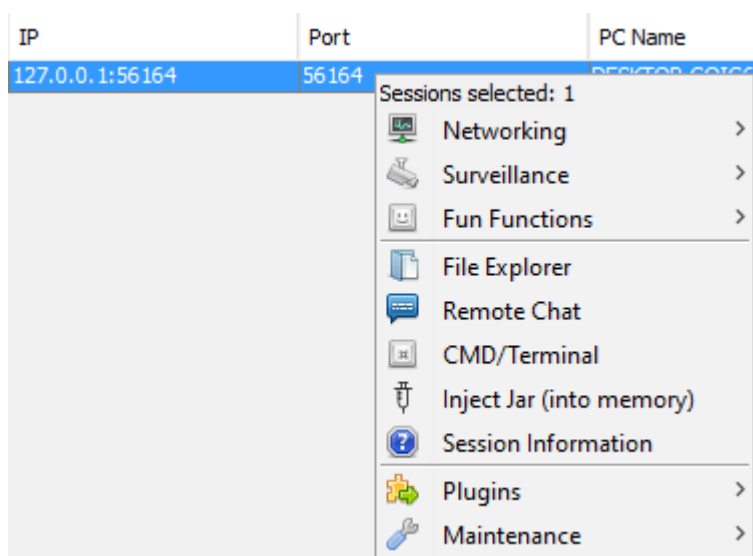 IP Port PC Name
127.0.0.1:56164 56164
Sessions selected: 1
Networking
Surveillance
Fun Functions
File Explorer
Remote Chat
CMD/Terminal
Inject Jar (into memory)
Session Information
Plugins
Maintenance